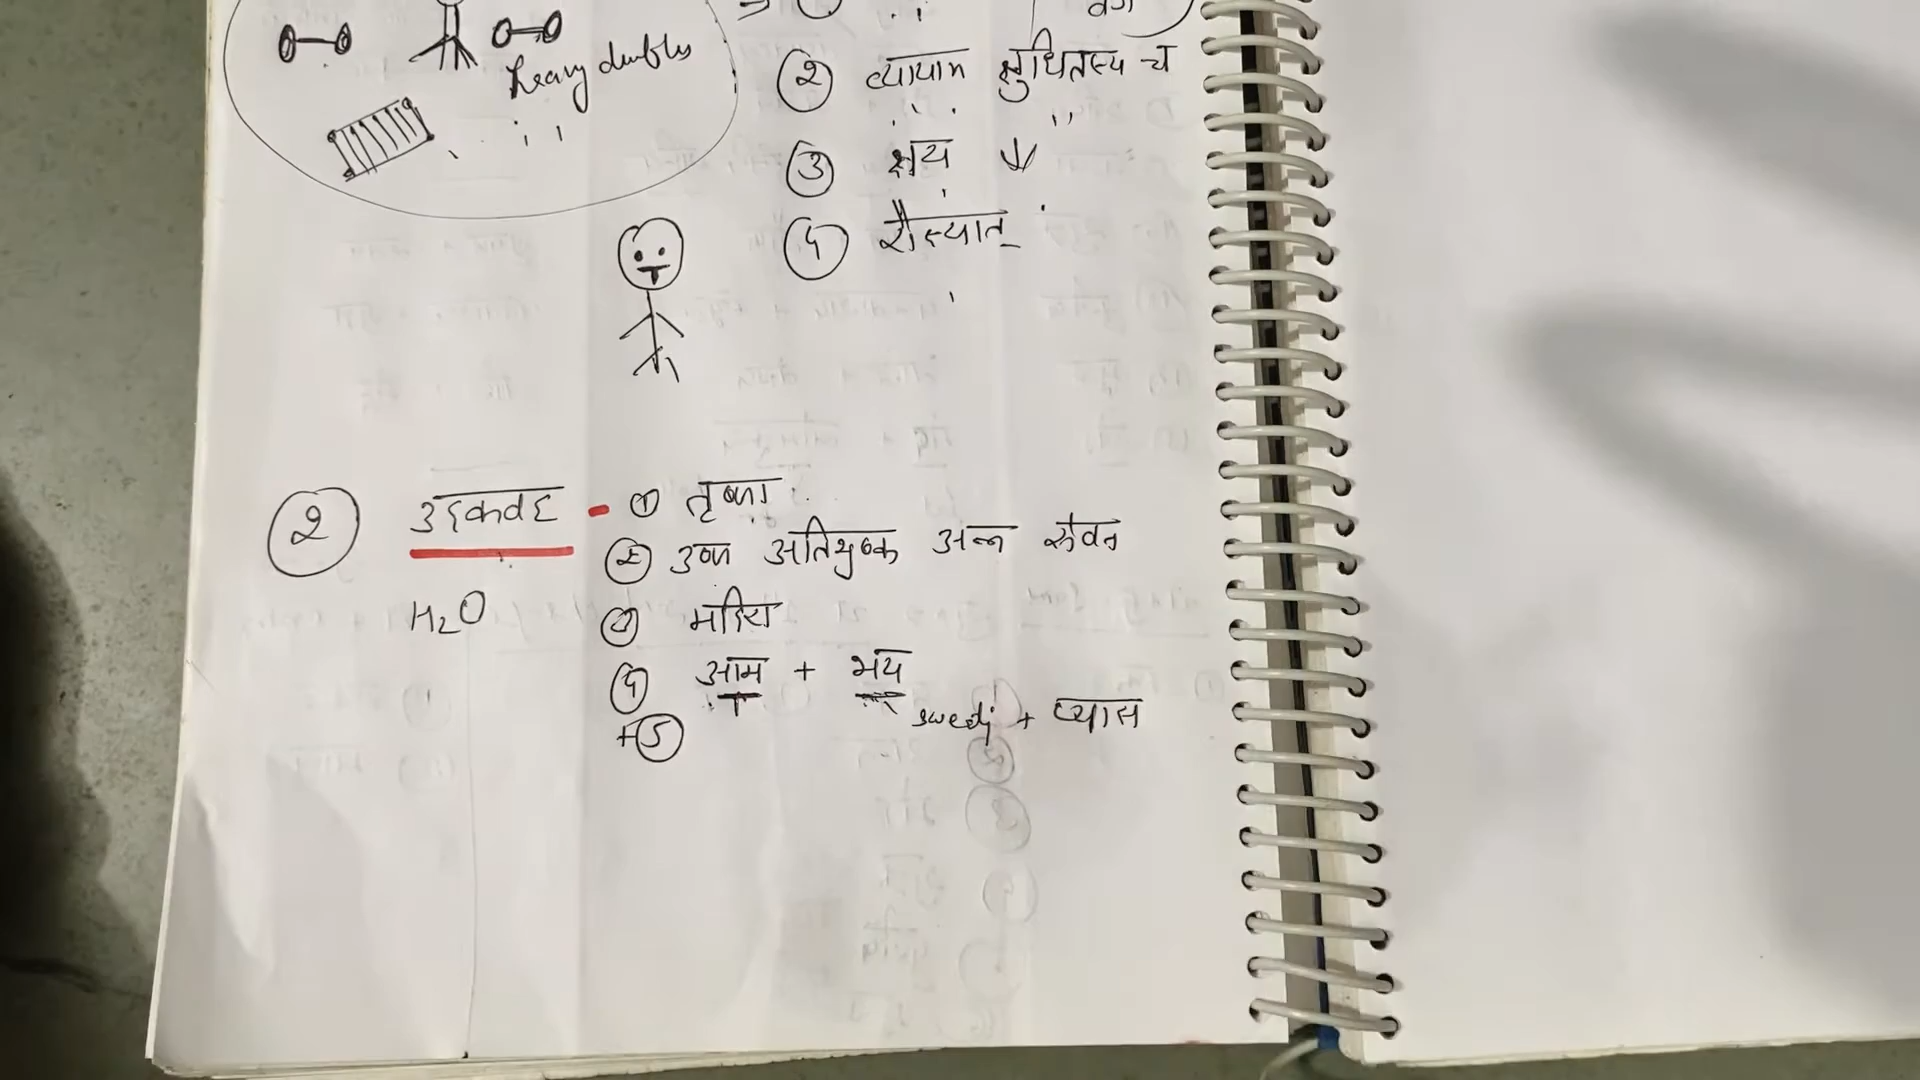 heavy dumbles
② व्यायाम क्षुधितस्य च
③ क्षय ↓
④ रौक्ष्यात्
② उदकवह - ① तृष्णा
H₂O
② उष्ण अतिशुष्क अन्न सेवन
③ मदिरा
④ आम + भय
+⑤ + प्यास